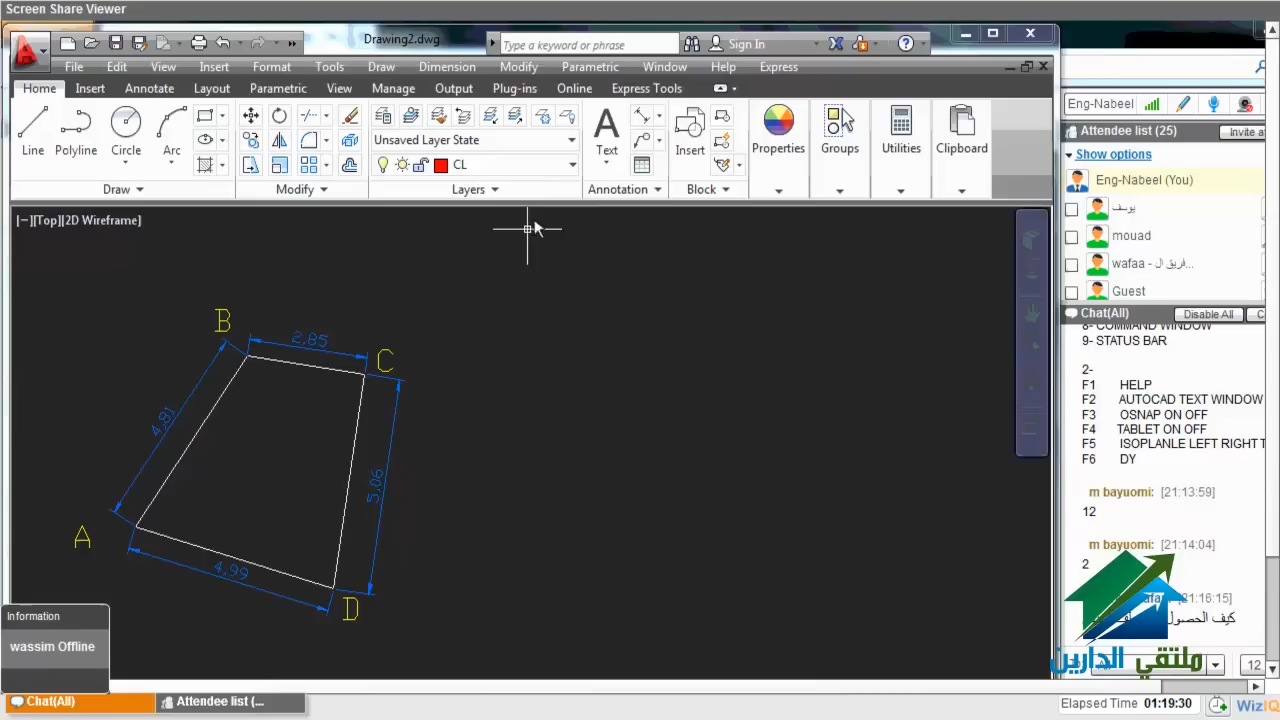 Screen Share Viewer
Drawing2.dwg
Type a keyword or phrase
Sign In
File Edit View Insert Format Tools Draw Dimension Modify Parametric Window Help Express
Home Insert Annotate Layout Parametric View Manage Output Plug-ins Online Express Tools
Unsaved Layer State
CL
Line Polyline Circle Arc
Text Insert Properties Groups Utilities Clipboard
Draw Modify Layers Annotation Block
[−][Top][2D Wireframe]
B
2,85
C
4,81
5,06
A
4,99
D
Information
wassim Offline
Chat(All)
Attendee list (...
Eng-Nabeel
Attendee list (25)
Invite at
Show options
Eng-Nabeel (You)
يوسف
mouad
wafaa - فريق ال...
Guest
Chat(All)
Disable All
8- COMMAND WINDOW
9- STATUS BAR
2-
F1 HELP
F2 AUTOCAD TEXT WINDOW
F3 OSNAP ON OFF
F4 TABLET ON OFF
F5 ISOPLANLE LEFT RIGHT T
F6 DY
m bayuomi: [21:13:59]
12
m bayuomi: [21:14:04]
2
[21:16:15]
كيف الحصول
ملتقي الدارين
12
Elapsed Time 01:19:30
WizIQ